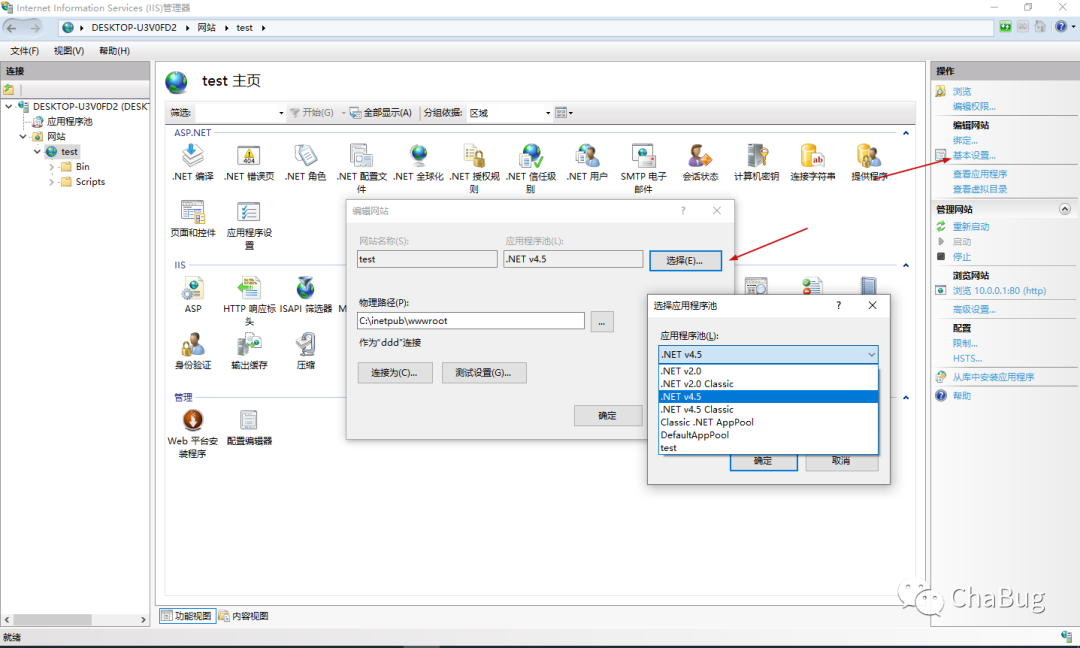 Internet Information Services (IIS)管理器
DESKTOP-U3V0FD2 网站 test
文件(F) 视图(V) 帮助(H)
连接
DESKTOP-U3V0FD2 (DESKT
应用程序池
网站
test
Bin
Scripts
test 主页
筛选: 开始(G) 全部显示(A) 分组依据: 区域
ASP.NET
.NET 编译
.NET 错误页
.NET 角色
.NET 配置文件
.NET 全球化
.NET 授权规则
.NET 信任级别
.NET 用户
SMTP 电子邮件
会话状态
计算机密钥
连接字符串
提供程序
页面和控件
应用程序设置
IIS
ASP
HTTP 响应标头
ISAPI 筛选器
M
身份验证
输出缓存
压缩
管理
Web 平台安装程序
配置编辑器
编辑网站
?
网站名称(S):
应用程序池(L):
test
.NET v4.5
选择(E)...
物理路径(P):
C:\inetpub\wwwroot
...
作为"ddd"连接
连接为(C)...
测试设置(G)...
确定
选择应用程序池
?
应用程序池(L):
.NET v4.5
.NET v2.0
.NET v2.0 Classic
.NET v4.5
.NET v4.5 Classic
Classic .NET AppPool
DefaultAppPool
test
确定
取消
操作
浏览
编辑权限...
编辑网站
绑定...
基本设置...
查看应用程序
查看虚拟目录
管理网站
重新启动
启动
停止
浏览网站
浏览 10.0.0.1:80 (http)
高级设置...
配置
限制...
HSTS...
从库中安装应用程序
帮助
功能视图
内容视图
就绪
ChaBug